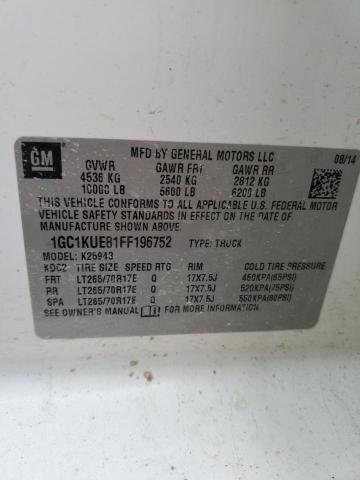 GM MFD BY GENERAL MOTORS LLC 08/14
GVWR GAWR FRT GAWR RR
4536 KG 2540 KG 2812 KG
10000 LB 5600 LB 6200 LB
THIS VEHICLE CONFORMS TO ALL APPLICABLE U.S. FEDERAL MOTOR
VEHICLE SAFETY STANDARDS IN EFFECT ON THE DATE OF
MANUFACTURE SHOWN ABOVE.
1GC1KUE81FF196752 TYPE: TRUCK
MODEL: K25943
KDC2 TIRE SIZE SPEED RTG RIM COLD TIRE PRESSURE
FRT LT265/70R17E Q 17X7.5J 450KPA(65PSI)
RR LT265/70R17E Q 17X7.5J 520KPA(75PSI)
SPA LT265/70R17E Q 17X7.5J 550KPA(80PSI)
SEE OWNER'S MANUAL FOR MORE INFORMATION.